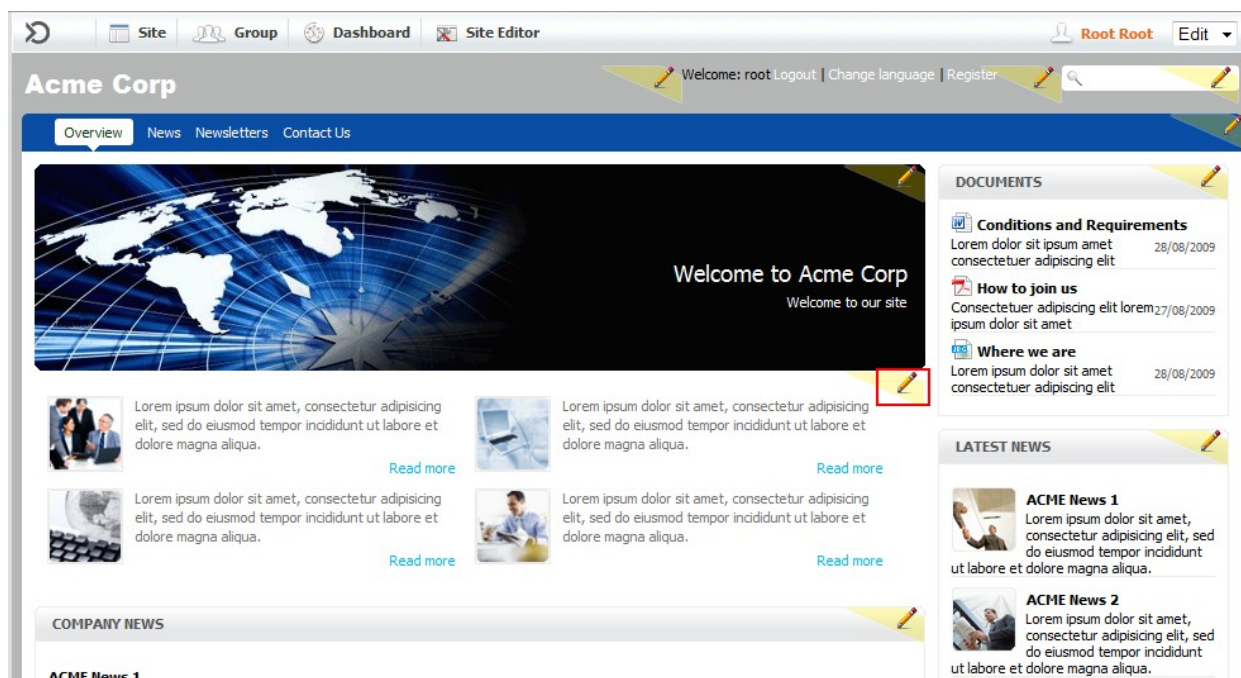 Site Group Dashboard Site Editor Root Root Edit
Acme Corp
Welcome: root Logout | Change language | Register
Overview News Newsletters Contact Us
Welcome to Acme Corp
Welcome to our site
Lorem ipsum dolor sit amet, consectetur adipisicing
elit, sed do eiusmod tempor incididunt ut labore et
dolore magna aliqua.
Read more
Lorem ipsum dolor sit amet, consectetur adipisicing
elit, sed do eiusmod tempor incididunt ut labore et
dolore magna aliqua.
Read more
Lorem ipsum dolor sit amet, consectetur adipisicing
elit, sed do eiusmod tempor incididunt ut labore et
dolore magna aliqua.
Read more
Lorem ipsum dolor sit amet, consectetur adipisicing
elit, sed do eiusmod tempor incididunt ut labore et
dolore magna aliqua.
Read more
COMPANY NEWS
ACME News 1
DOCUMENTS
Conditions and Requirements
Lorem dolor sit ipsum amet
consectetuer adipiscing elit
28/08/2009
How to join us
Consectetuer adipiscing elit lorem
ipsum dolor sit amet
27/08/2009
Where we are
Lorem ipsum dolor sit amet
consectetuer adipiscing elit
28/08/2009
LATEST NEWS
ACME News 1
Lorem ipsum dolor sit amet,
consectetur adipisicing elit, sed
do eiusmod tempor incididunt
ut labore et dolore magna aliqua.
ACME News 2
Lorem ipsum dolor sit amet,
consectetur adipisicing elit, sed
do eiusmod tempor incididunt
ut labore et dolore magna aliqua.